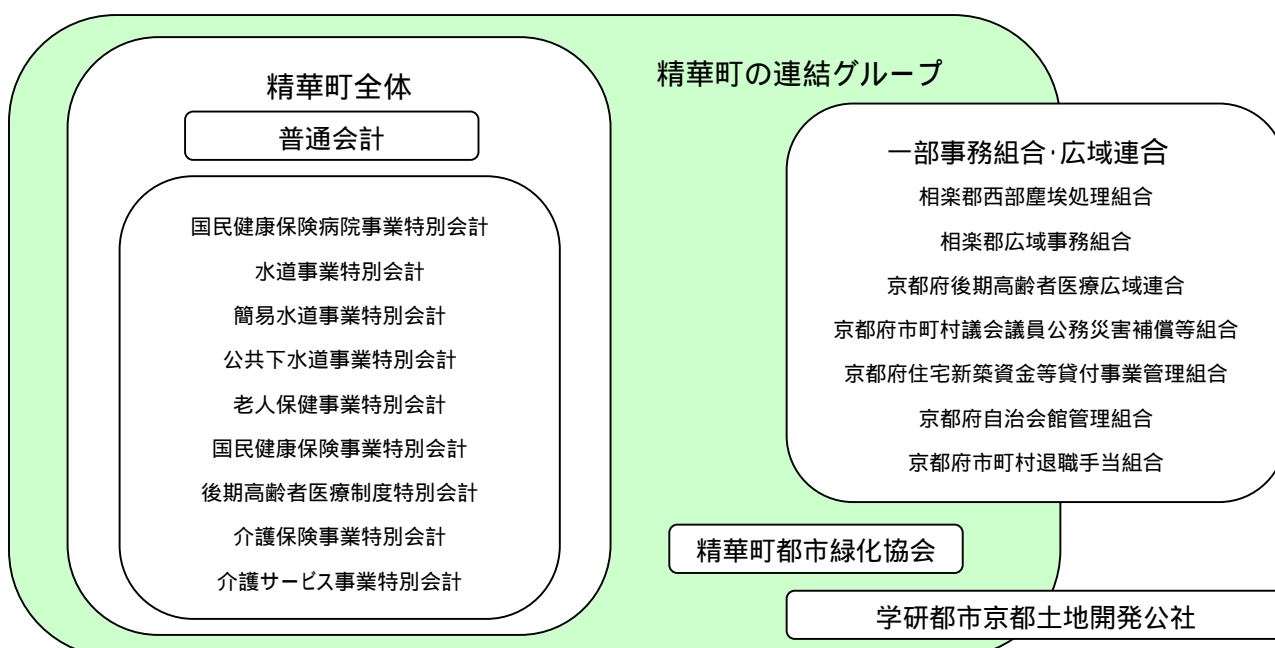 精華町の連結グループ
精華町全体
普通会計
国民健康保険病院事業特別会計
水道事業特別会計
簡易水道事業特別会計
公共下水道事業特別会計
老人保健事業特別会計
国民健康保険事業特別会計
後期高齢者医療制度特別会計
介護保険事業特別会計
介護サービス事業特別会計
一部事務組合･広域連合
相楽郡西部塵埃処理組合
相楽郡広域事務組合
京都府後期高齢者医療広域連合
京都府市町村議会議員公務災害補償等組合
京都府住宅新築資金等貸付事業管理組合
京都府自治会館管理組合
京都府市町村退職手当組合
精華町都市緑化協会
学研都市京都土地開発公社